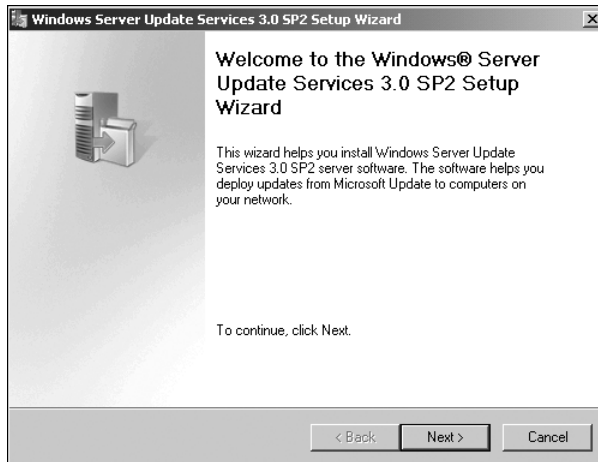 Windows Server Update Services 3.0 SP2 Setup Wizard
Welcome to the Windows® Server
Update Services 3.0 SP2 Setup
Wizard
This wizard helps you install Windows Server Update
Services 3.0 SP2 server software. The software helps you
deploy updates from Microsoft Update to computers on
your network.
To continue, click Next.
< Back
Next >
Cancel